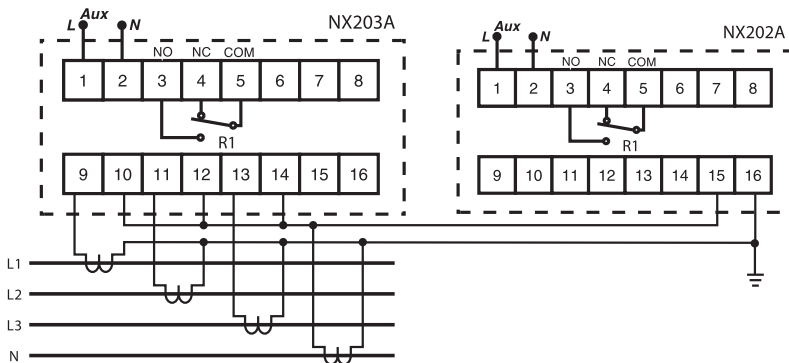 Aux NX203A
L N
NO NC COM
1 2 3 4 5 6 7 8
R1
9 10 11 12 13 14 15 16
Aux NX202A
L N
NO NC COM
1 2 3 4 5 6 7 8
R1
9 10 11 12 13 14 15 16
L1
L2
L3
N